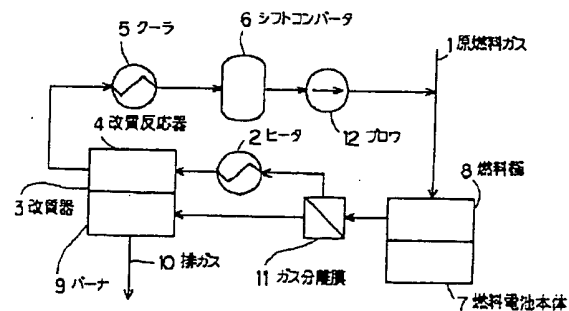 6 シフトコンバータ
5 クーラ
1 原燃料ガス
4 改質反応器
2 ヒータ
12 ブロワ
8 燃料極
3 改質器
9 バーナ
10 排ガス
11 ガス分離膜
7 燃料電池本体